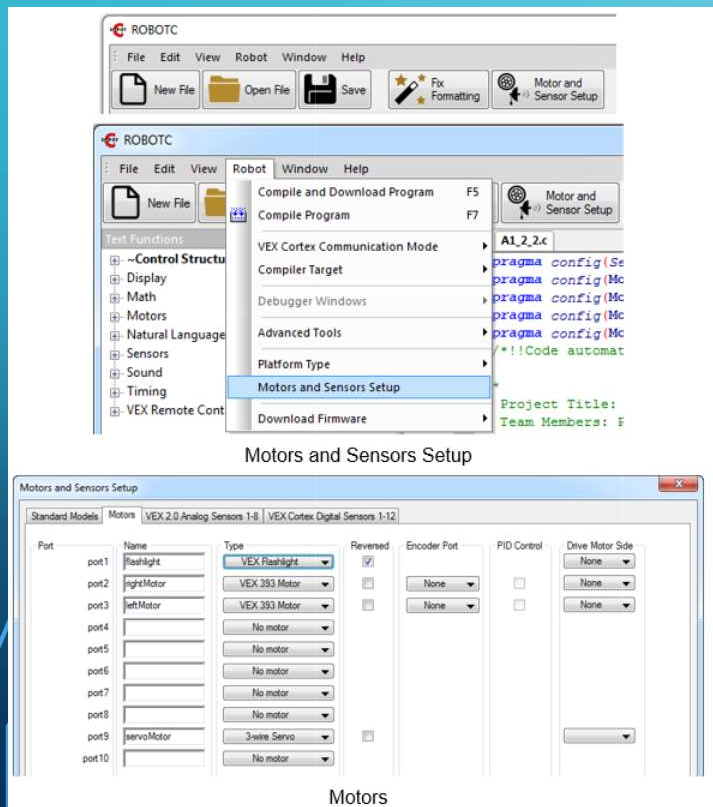 ROBOTC
File Edit View Robot Window Help
New File Open File Save Fix Formatting Motor and Sensor Setup
ROBOTC
File Edit View Robot Window Help
New File Motor and Sensor Setup
Text Functions
~Control Structu
Display
Math
Motors
Natural Language
Sensors
Sound
Timing
VEX Remote Cont
Compile and Download Program F5
Compile Program F7
VEX Cortex Communication Mode
Compiler Target
Debugger Windows
Advanced Tools
Platform Type
Motors and Sensors Setup
Download Firmware
A1_2_2.c
pragma config(Se
pragma config(Mo
pragma config(Mo
pragma config(Mo
pragma config(Mo
/*!!Code automat
*
Project Title:
Team Members: P
Motors and Sensors Setup
Motors and Sensors Setup
Standard Models Motors VEX 2.0 Analog Sensors 1-8 VEX Cortex Digital Sensors 1-12
Port Name Type Reversed Encoder Port PID Control Drive Motor Side
port1 flashlight VEX Flashlight None
port2 rightMotor VEX 393 Motor None None
port3 leftMotor VEX 393 Motor None None
port4 No motor
port5 No motor
port6 No motor
port7 No motor
port8 No motor
port9 servoMotor 3-wire Servo
port10 No motor
Motors